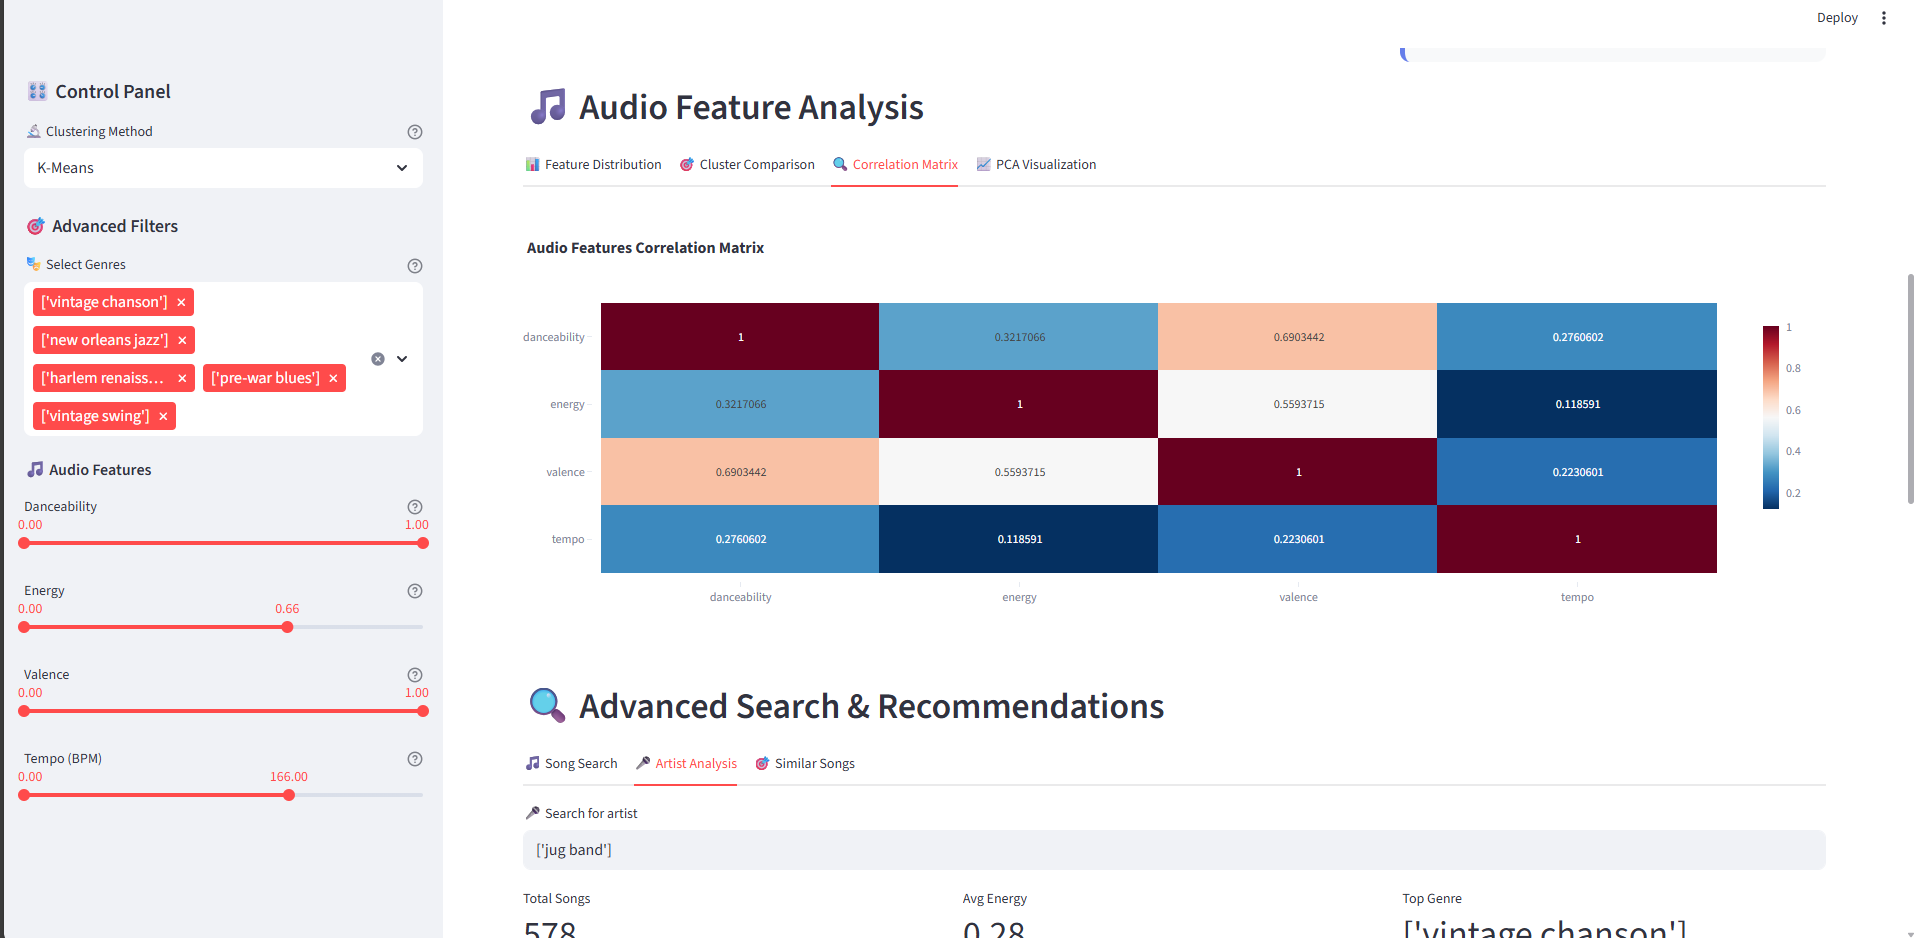 Deploy
Control Panel
Clustering Method
K-Means
Advanced Filters
Select Genres
['vintage chanson'] ×
['new orleans jazz'] ×
['harlem renaiss... × ['pre-war blues'] ×
['vintage swing'] ×
Audio Features
Danceability
0.00 1.00
Energy
0.00 0.66
Valence
0.00 1.00
Tempo (BPM)
0.00 166.00
Audio Feature Analysis
Feature Distribution Cluster Comparison Correlation Matrix PCA Visualization
Audio Features Correlation Matrix
danceability 1 0.3217066 0.6903442 0.2760602
energy 0.3217066 1 0.5593715 0.118591
valence 0.6903442 0.5593715 1 0.2230601
tempo 0.2760602 0.118591 0.2230601 1
danceability energy valence tempo
1
0.8
0.6
0.4
0.2
Advanced Search & Recommendations
Song Search Artist Analysis Similar Songs
Search for artist
['jug band']
Total Songs Avg Energy Top Genre
578 0.28 ['vintage chanson']